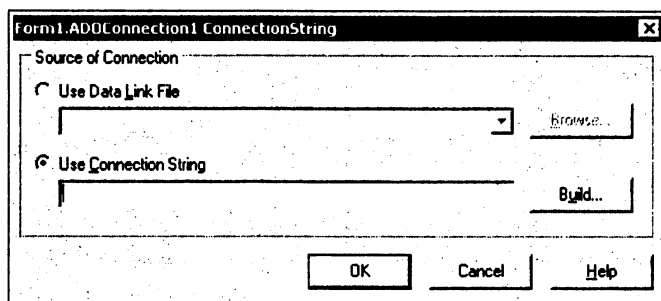 Form1.ADOConnection1 ConnectionString
Source of Connection
Use Data Link File
Browse...
Use Connection String
Build...
OK Cancel Help